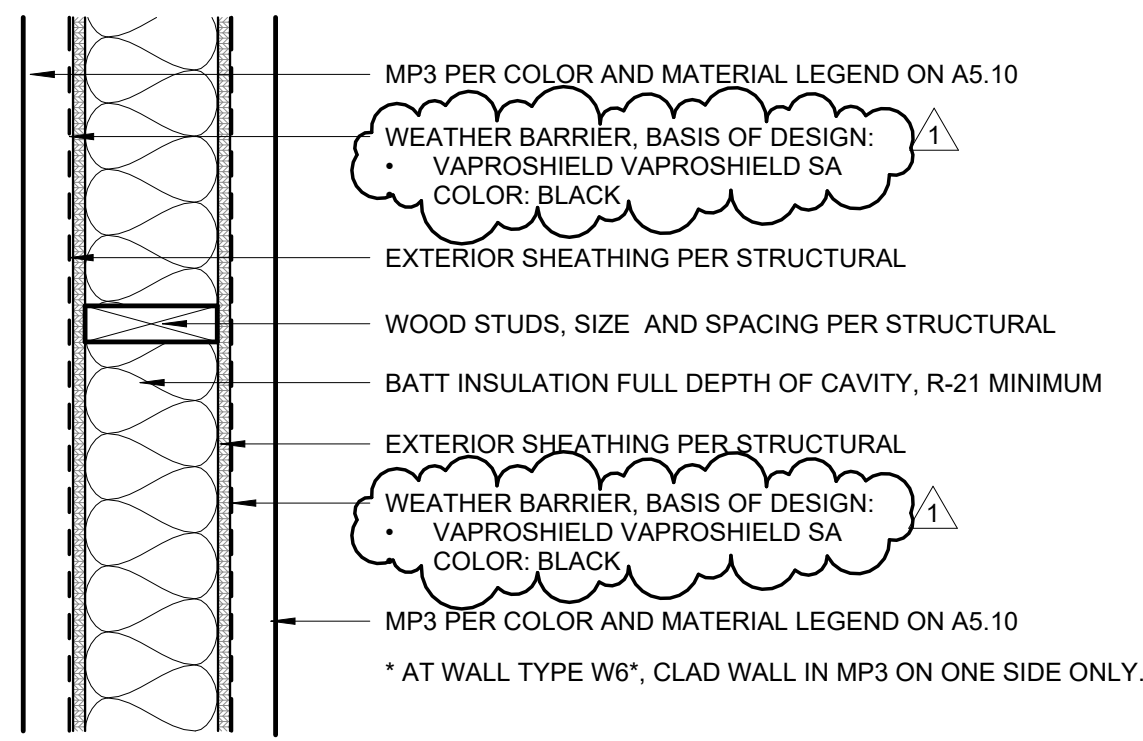 MP3 PER COLOR AND MATERIAL LEGEND ON A5.10
WEATHER BARRIER, BASIS OF DESIGN: 1
• VAPROSHIELD VAPROSHIELD SA
• COLOR: BLACK
EXTERIOR SHEATHING PER STRUCTURAL
WOOD STUDS, SIZE AND SPACING PER STRUCTURAL
BATT INSULATION FULL DEPTH OF CAVITY, R-21 MINIMUM
EXTERIOR SHEATHING PER STRUCTURAL
WEATHER BARRIER, BASIS OF DESIGN: 1
• VAPROSHIELD VAPROSHIELD SA
• COLOR: BLACK
MP3 PER COLOR AND MATERIAL LEGEND ON A5.10
* AT WALL TYPE W6*, CLAD WALL IN MP3 ON ONE SIDE ONLY.